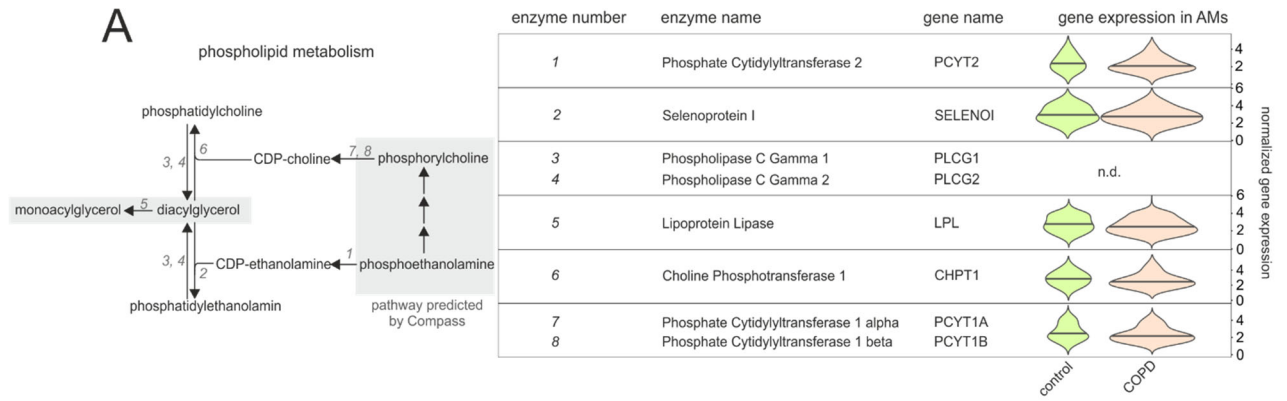 A
phospholipid metabolism
phosphatidylcholine
6
3, 4
CDP-choline
7, 8
phosphorylcholine
monoacylglycerol
5
diacylglycerol
3, 4
2
CDP-ethanolamine
1
phosphoethanolamine
phosphatidylethanolamin
pathway predicted
by Compass
enzyme number enzyme name gene name gene expression in AMs
1 Phosphate Cytidylyltransferase 2 PCYT2
4
2
6
2 Selenoprotein I SELENOI
4
2
0
3 Phospholipase C Gamma 1 PLCG1
4 Phospholipase C Gamma 2 PLCG2
n.d.
6
5 Lipoprotein Lipase LPL
4
2
0
6 Choline Phosphotransferase 1 CHPT1
4
2
0
7 Phosphate Cytidylyltransferase 1 alpha PCYT1A
8 Phosphate Cytidylyltransferase 1 beta PCYT1B
4
2
0
control
COPD
normalized gene expression